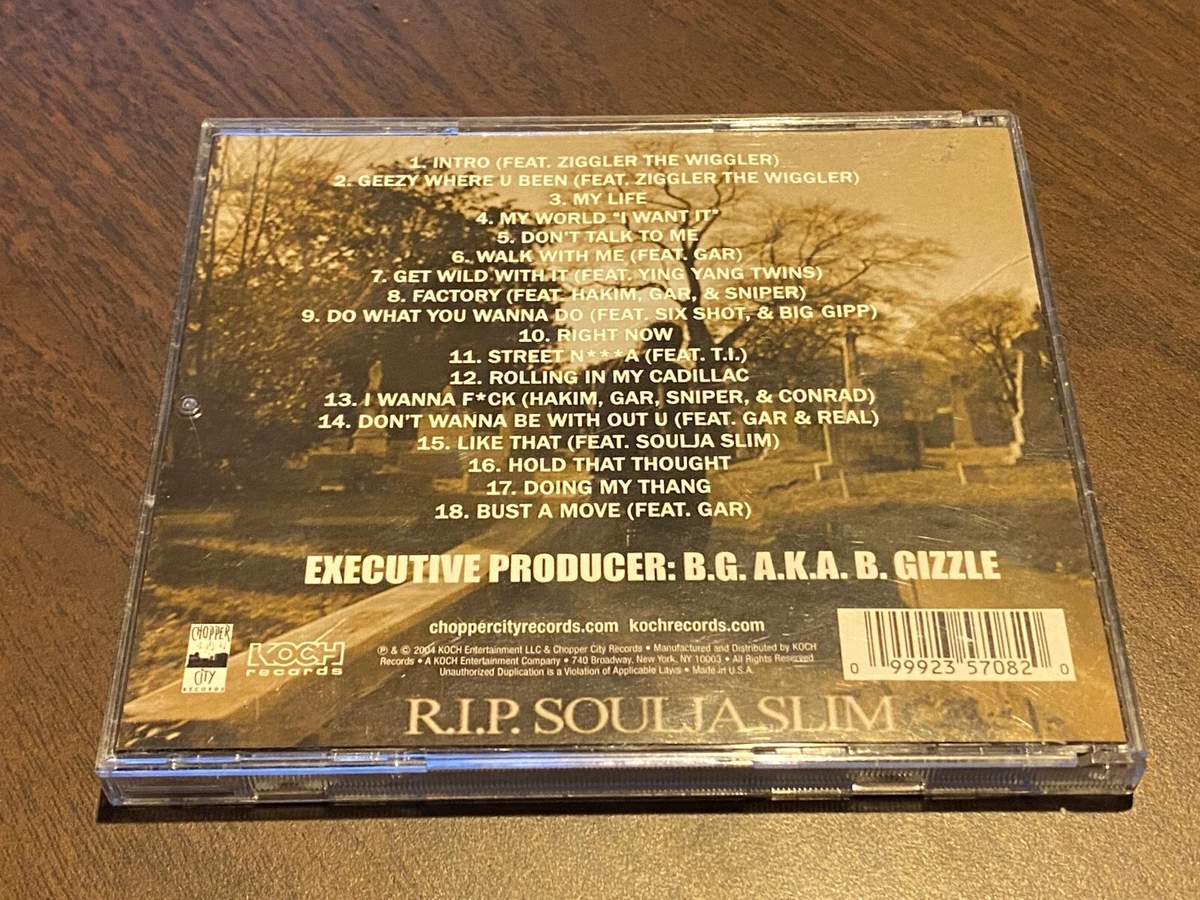 1. INTRO (FEAT. ZIGGLER THE WIGGLER)
2. GEEZY WHERE U BEEN (FEAT. ZIGGLER THE WIGGLER)
3. MY LIFE
4. MY WORLD "I WANT IT"
5. DON'T TALK TO ME
6. WALK WITH ME (FEAT. GAR)
7. GET WILD WITH IT (FEAT. YING YANG TWINS)
8. FACTORY (FEAT. HAKIM, GAR, & SNIPER)
9. DO WHAT YOU WANNA DO (FEAT. SIX SHOT, & BIG GIPP)
10. RIGHT NOW
11. STREET N***A (FEAT. T.I.)
12. ROLLING IN MY CADILLAC
13. I WANNA F*CK (HAKIM, GAR, SNIPER, & CONRAD)
14. DON'T WANNA BE WITH OUT U (FEAT. GAR & REAL)
15. LIKE THAT (FEAT. SOULJA SLIM)
16. HOLD THAT THOUGHT
17. DOING MY THANG
18. BUST A MOVE (FEAT. GAR)
EXECUTIVE PRODUCER: B.G. A.K.A. B. GIZZLE
choppercityrecords.com kochrecords.com
CHOPPER
CITY
RECORDS
KOCH
records
℗ & © 2004 KOCH Entertainment LLC & Chopper City Records • Manufactured and Distributed by KOCH
Records • A KOCH Entertainment Company • 740 Broadway, New York, NY 10003 • All Rights Reserved
Unauthorized Duplication is a Violation of Applicable Laws • Made in U.S.A.
0 99923 57082 0
R.I.P. SOULJA SLIM